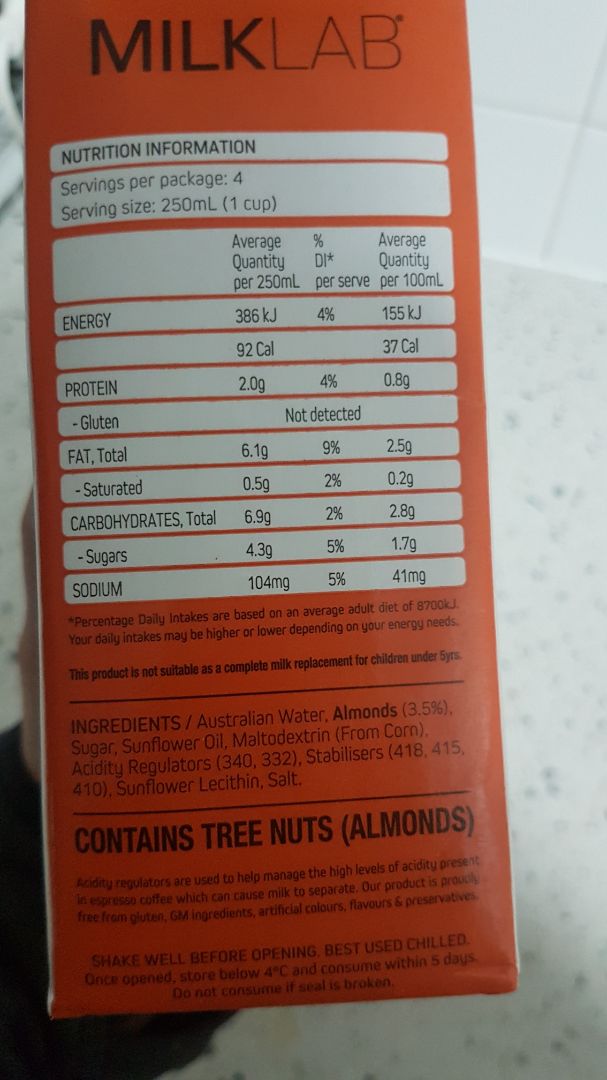 MILKLAB®
NUTRITION INFORMATION
Servings per package: 4
Serving size: 250mL (1 cup)
Average % Average
Quantity DI* Quantity
per 250mL per serve per 100mL
ENERGY 386 kJ 4% 155 kJ
92 Cal 37 Cal
PROTEIN 2.0g 4% 0.8g
- Gluten Not detected
FAT, Total 6.1g 9% 2.5g
- Saturated 0.5g 2% 0.2g
CARBOHYDRATES, Total 6.9g 2% 2.8g
- Sugars 4.3g 5% 1.7g
SODIUM 104mg 5% 41mg
*Percentage Daily Intakes are based on an average adult diet of 8700kJ.
Your daily intakes may be higher or lower depending on your energy needs.
This product is not suitable as a complete milk replacement for children under 5yrs.
INGREDIENTS / Australian Water, Almonds (3.5%),
Sugar, Sunflower Oil, Maltodextrin (From Corn),
Acidity Regulators (340, 332), Stabilisers (418, 415,
410), Sunflower Lecithin, Salt.
CONTAINS TREE NUTS (ALMONDS)
Acidity regulators are used to help manage the high levels of acidity present
in espresso coffee which can cause milk to separate. Our product is proudly
free from gluten, GM ingredients, artificial colours, flavours & preservatives.
SHAKE WELL BEFORE OPENING. BEST USED CHILLED.
Once opened, store below 4°C and consume within 5 days.
Do not consume if seal is broken.